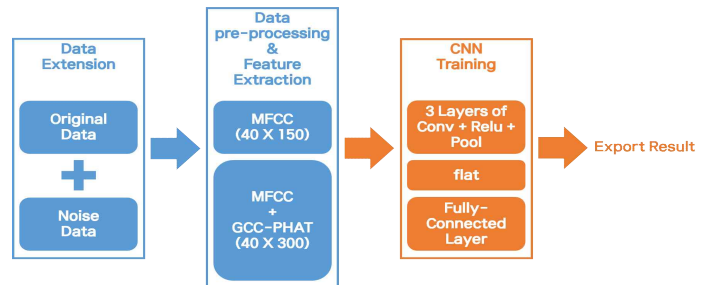 Data
Extension
Original
Data
Noise
Data
Data
pre-processing
&
Feature
Extraction
MFCC
(40 X 150)
MFCC
+
GCC-PHAT
(40 X 300)
CNN
Training
3 Layers of
Conv + Relu +
Pool
flat
Fully-
Connected
Layer
Export Result